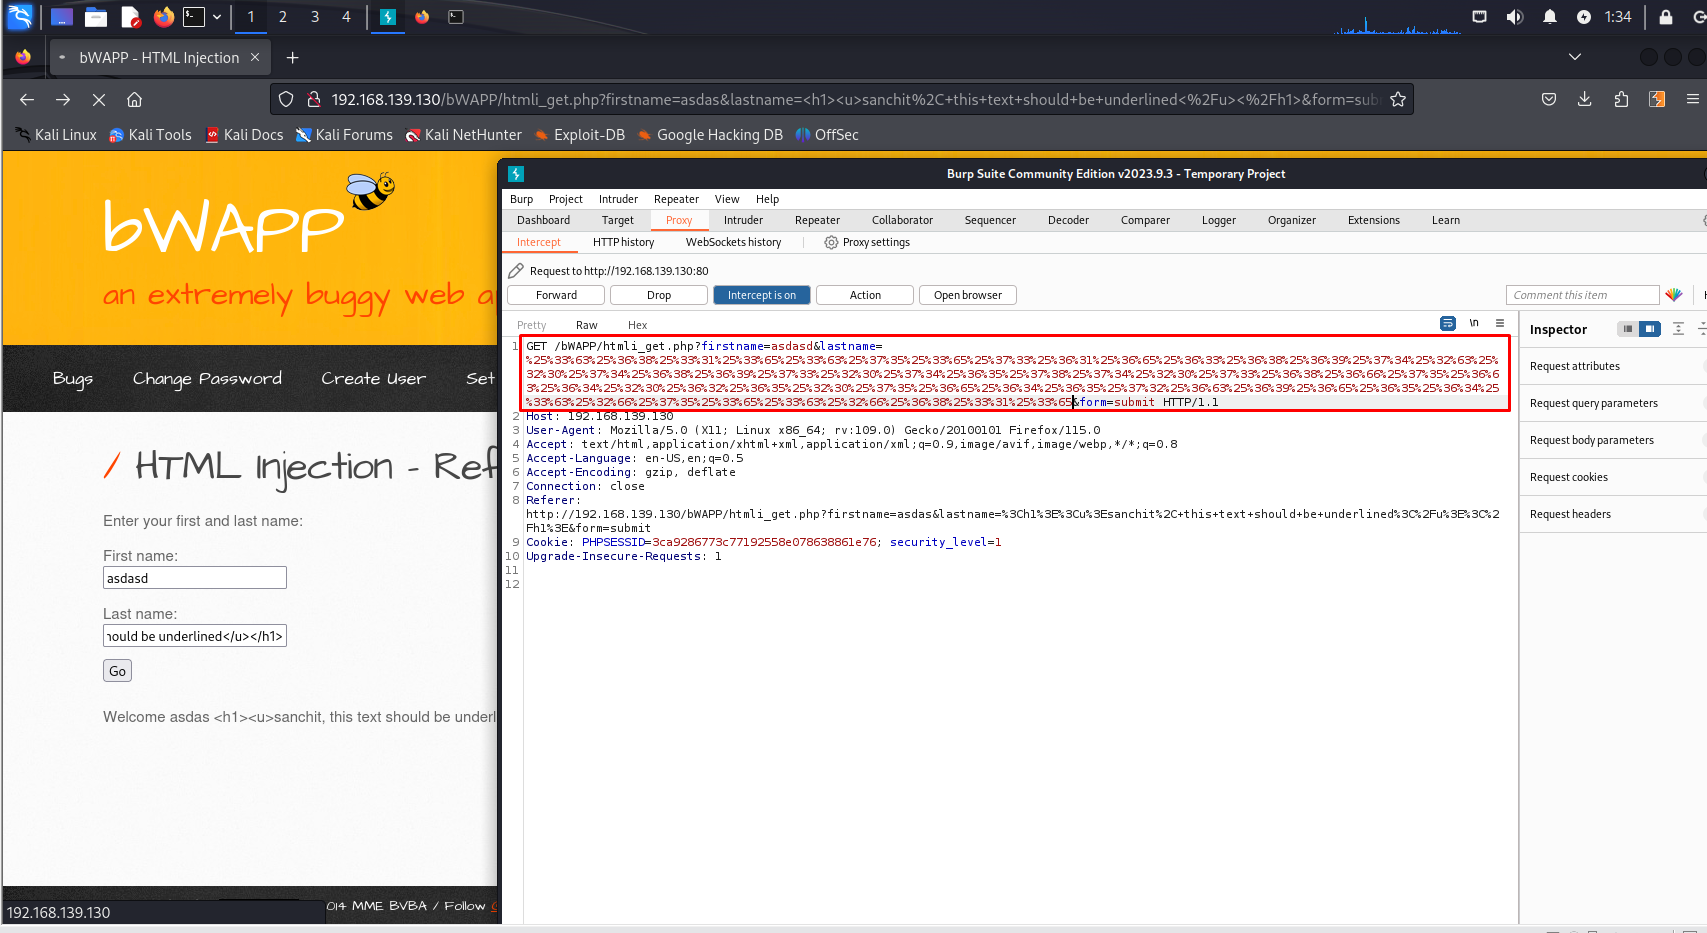 1
2
3
4
1:34
bWAPP - HTML Injection
192.168.139.130/bWAPP/htmli_get.php?firstname=asdas&lastname=<h1><u>sanchit%2C+this+text+should+be+underlined<%2Fu><%2Fh1>&form=sub
Kali Linux
Kali Tools
Kali Docs
Kali Forums
Kali NetHunter
Exploit-DB
Google Hacking DB
OffSec
bWAPP
an extremely buggy web a
Bugs
Change Password
Create User
Set
/ HTML Injection - Ref
Enter your first and last name:
First name:
asdasd
Last name:
ould be underlined</u></h1>
Go
Welcome asdas <h1><u>sanchit, this text should be underl
014 MME BVBA / Follow
192.168.139.130
Burp Suite Community Edition v2023.9.3 - Temporary Project
Burp Project Intruder Repeater View Help
Dashboard Target Proxy Intruder Repeater Collaborator Sequencer Decoder Comparer Logger Organizer Extensions Learn
Intercept HTTP history WebSockets history Proxy settings
Request to http://192.168.139.130:80
Forward Drop Intercept is on Action Open browser Comment this item
Pretty Raw Hex \n
1 GET /bWAPP/htmli_get.php?firstname=asdasd&lastname=
%25%33%63%25%36%38%25%33%31%25%33%65%25%33%63%25%37%35%25%33%65%25%37%33%25%36%31%25%36%65%25%36%33%25%36%38%25%36%39%25%37%34%25%32%63%25%
32%30%25%37%34%25%36%38%25%36%39%25%37%33%25%32%30%25%37%34%25%36%35%25%37%38%25%37%34%25%32%30%25%37%33%25%36%38%25%36%66%25%37%35%25%36%6
3%25%36%34%25%32%30%25%36%32%25%36%35%25%32%30%25%37%35%25%36%65%25%36%34%25%36%35%25%37%32%25%36%63%25%36%39%25%36%65%25%36%35%25%36%34%25
%33%63%25%32%66%25%37%35%25%33%65%25%33%63%25%32%66%25%36%38%25%33%31%25%33%65&form=submit HTTP/1.1
2 Host: 192.168.139.130
3 User-Agent: Mozilla/5.0 (X11; Linux x86_64; rv:109.0) Gecko/20100101 Firefox/115.0
4 Accept: text/html,application/xhtml+xml,application/xml;q=0.9,image/avif,image/webp,*/*;q=0.8
5 Accept-Language: en-US,en;q=0.5
6 Accept-Encoding: gzip, deflate
7 Connection: close
8 Referer:
http://192.168.139.130/bWAPP/htmli_get.php?firstname=asdas&lastname=%3Ch1%3E%3Cu%3Esanchit%2C+this+text+should+be+underlined%3C%2Fu%3E%3C%2
Fh1%3E&form=submit
9 Cookie: PHPSESSID=3ca9286773c77192558e078638861e76; security_level=1
10 Upgrade-Insecure-Requests: 1
11
12
Inspector
Request attributes
Request query parameters
Request body parameters
Request cookies
Request headers